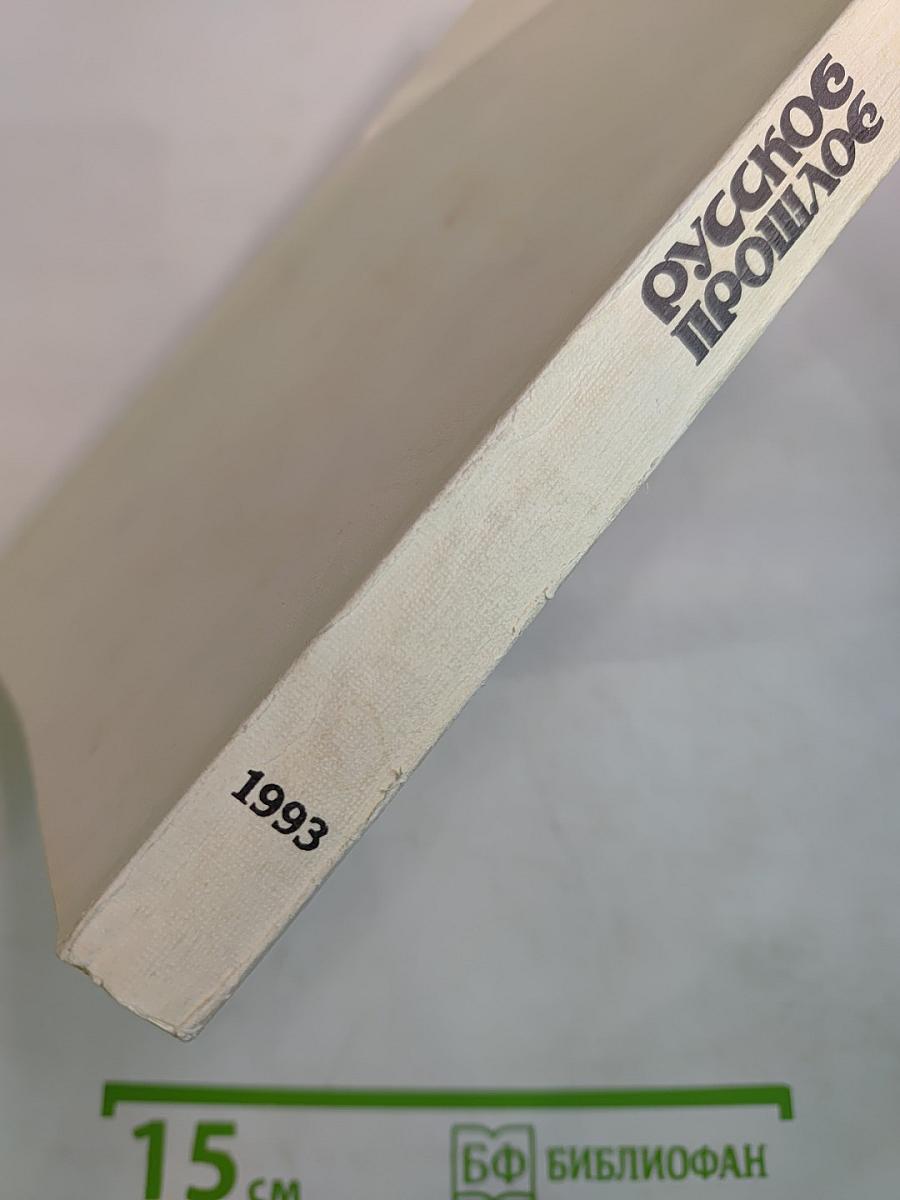 РУССКОЕ
ПРОШЛОЕ
1993
15 см
БФ БИБЛИОФАН